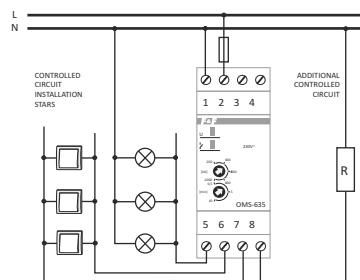 L
N
CONTROLLED
CIRCUIT
INSTALLATION
STARS
ADDITIONAL
CONTROLLED
CIRCUIT
1 2 3 4
F&F
U
230V~
R
OMS-635
5 6 7 8